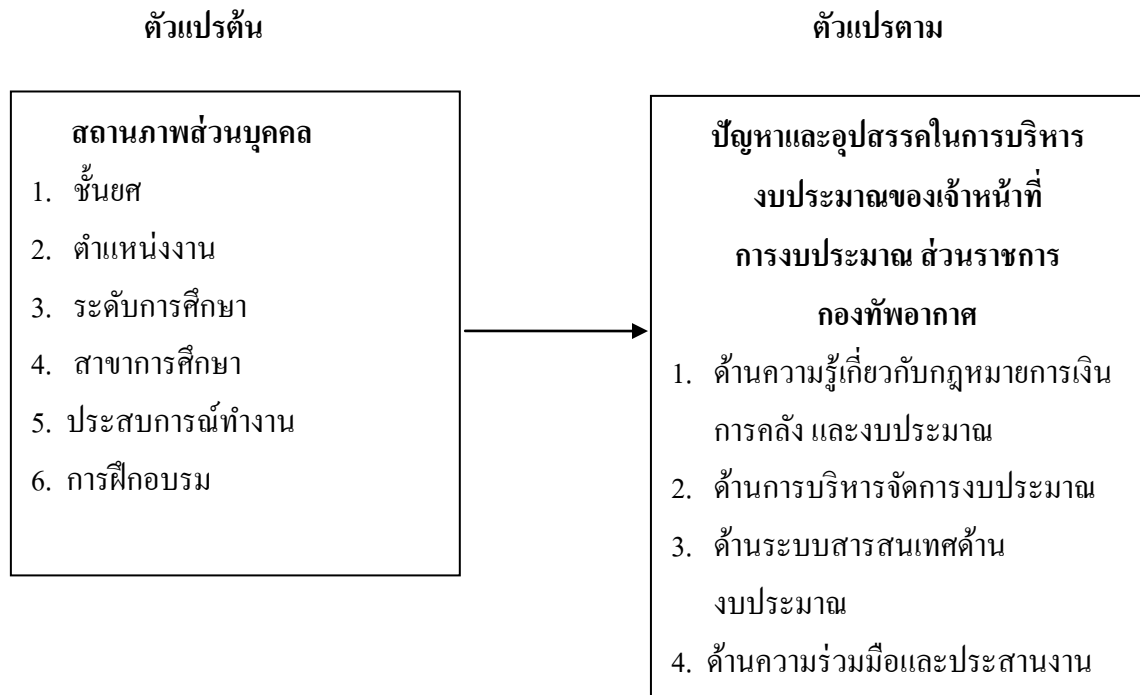 ตัวแปรต้น
ตัวแปรตาม
สถานภาพส่วนบุคคล
1. ชั้นยศ
2. ตำแหน่งงาน
3. ระดับการศึกษา
4. สาขาการศึกษา
5. ประสบการณ์ทำงาน
6. การฝึกอบรม
ปัญหาและอุปสรรคในการบริหาร
งบประมาณของเจ้าหน้าที่
การงบประมาณ ส่วนราชการ
กองทัพอากาศ
1. ด้านความรู้เกี่ยวกับกฎหมายการเงิน
การคลัง และงบประมาณ
2. ด้านการบริหารจัดการงบประมาณ
3. ด้านระบบสารสนเทศด้าน
งบประมาณ
4. ด้านความร่วมมือและประสานงาน